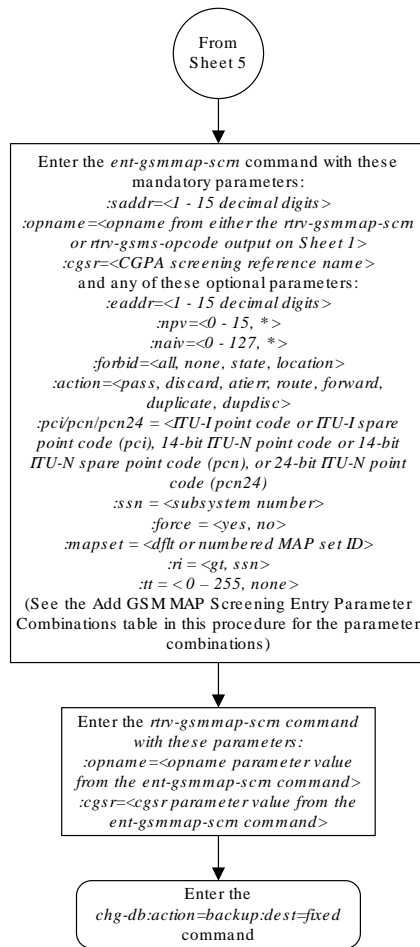 From
Sheet 5
Enter the ent-gsmmap-scrn command with these
mandatory parameters:
:saddr=<1 - 15 decimal digits>
:opname=<opname from either the rtrv-gsmmap-scrn
or rtrv-gsms-opcode output on Sheet 1>
:cgsr=<CGPA screening reference name>
and any of these optional parameters:
:eaddr=<1 - 15 decimal digits>
:npv=<0 - 15, *>
:naiv=<0 - 127, *>
:forbid=<all, none, state, location>
:action=<pass, discard, atierr, route, forward,
duplicate, dupdisc>
:pci/pcn/pcn24 = <ITU-I point code or ITU-I spare
point code (pci), 14-bit ITU-N point code or 14-bit
ITU-N spare point code (pcn), or 24-bit ITU-N point
code (pcn24)
:ssn = <subsystem number>
:force = <yes, no>
:mapset = <dflt or numbered MAP set ID>
:ri = <gt, ssn>
:tt = <0 – 255, none>
(See the Add GSM MAP Screening Entry Parameter
Combinations table in this procedure for the parameter
combinations)
Enter the rtrv-gsmmap-scrn command
with these parameters:
:opname=<opname parameter value
from the ent-gsmmap-scrn command>
:cgsr=<cgsr parameter value from the
ent-gsmmap-scrn command>
Enter the
chg-db:action=backup:dest=fixed
command